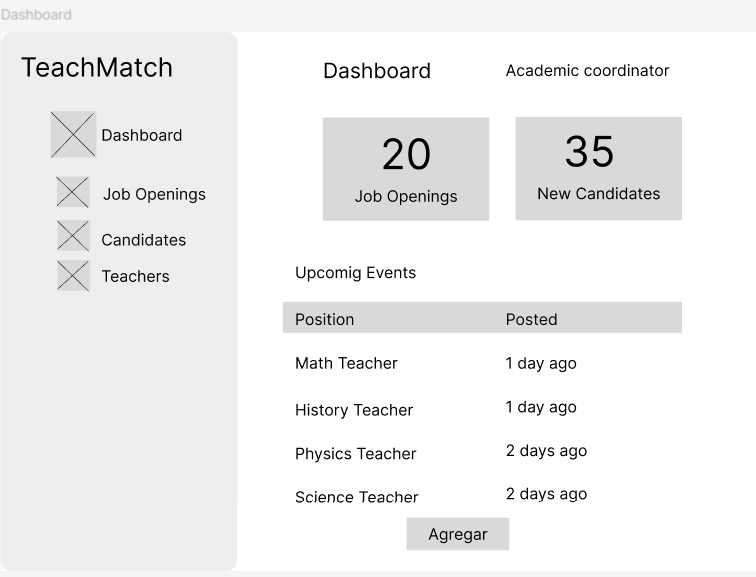 Dashboard
TeachMatch
Dashboard
Job Openings
Candidates
Teachers
Dashboard
Academic coordinator
20
Job Openings
35
New Candidates
Upcomig Events
Position Posted
Math Teacher 1 day ago
History Teacher 1 day ago
Physics Teacher 2 days ago
Science Teacher 2 days ago
Agregar